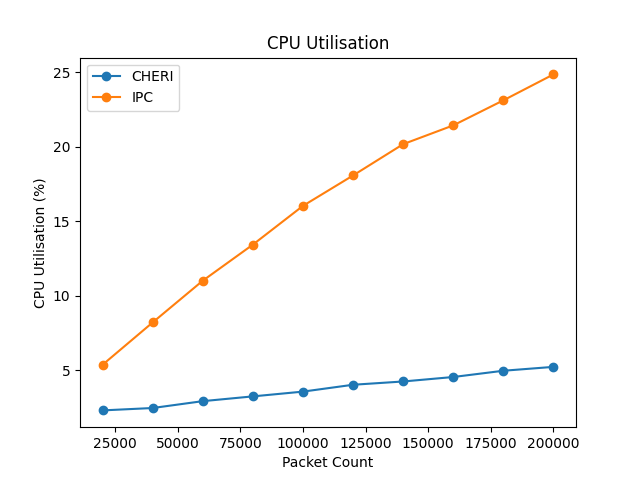 CPU Utilisation
CHERI
IPC
CPU Utilisation (%)
25
20
15
10
5
25000 50000 75000 100000 125000 150000 175000 200000
Packet Count